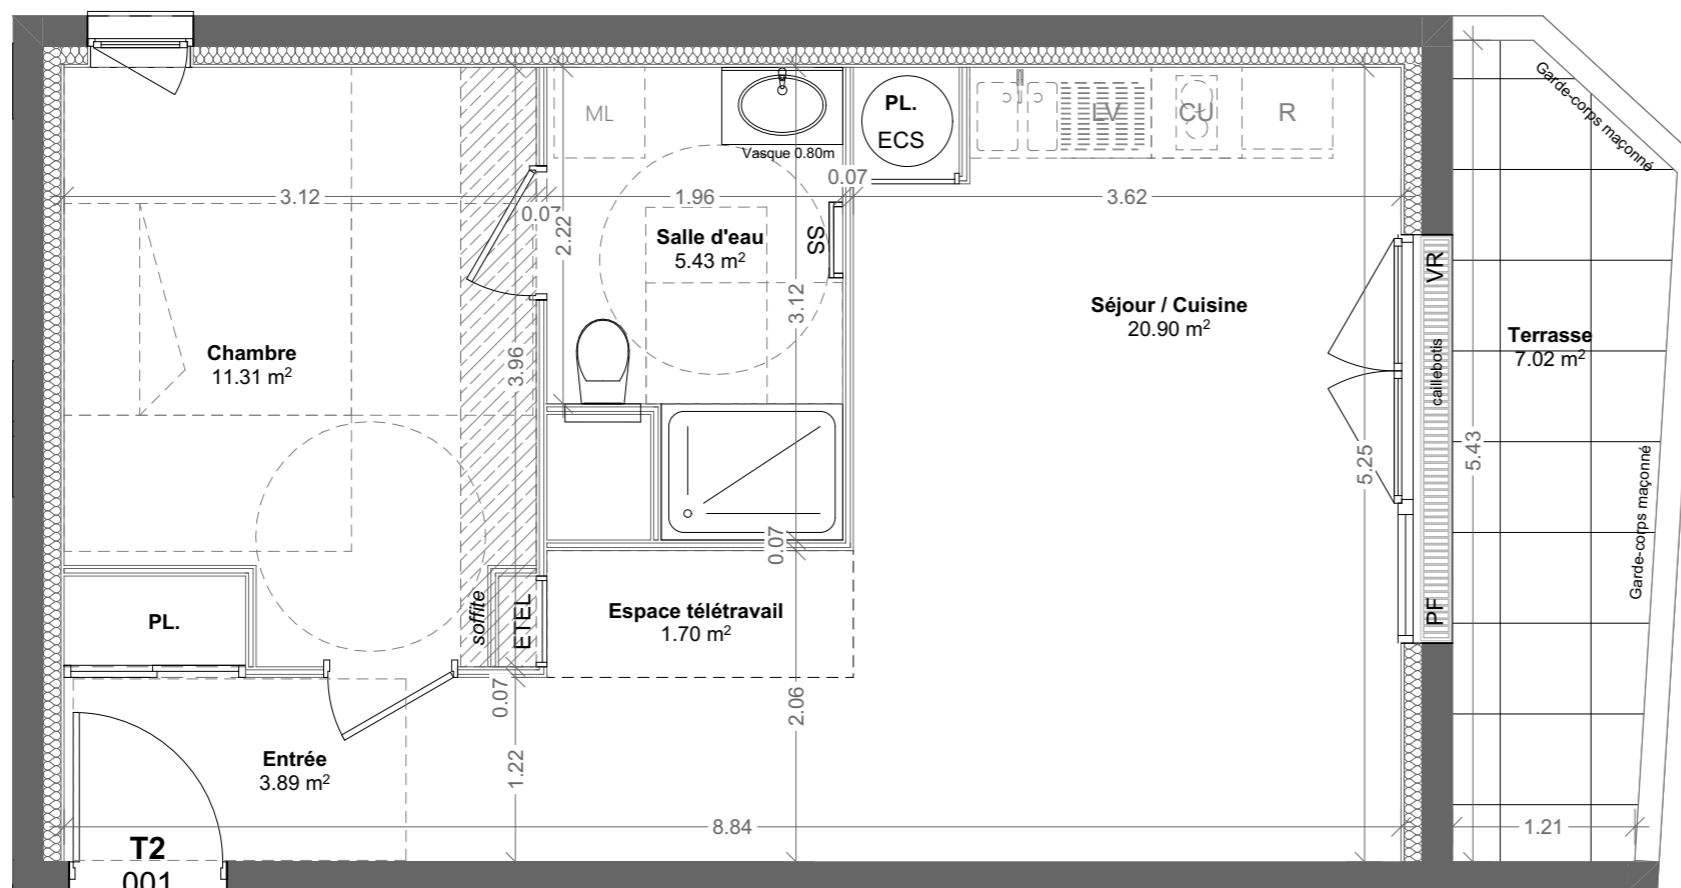 ML
Vasque 0.80m
PL.
ECS
LV
CU
R
Garde-corps maçonné
3.12
0.07
1.96
0.07
3.62
2.22
Salle d'eau
5.43 m²
SS
3.12
VR
Séjour / Cuisine
20.90 m²
Terrasse
7.02 m²
Chambre
11.31 m²
3.96
caillebotis
5.25
5.43
Garde-corps maçonné
0.07
PL.
soffite
ETEL
Espace télétravail
1.70 m²
PF
0.07
2.06
Entrée
3.89 m²
1.22
8.84
1.21
T2
001